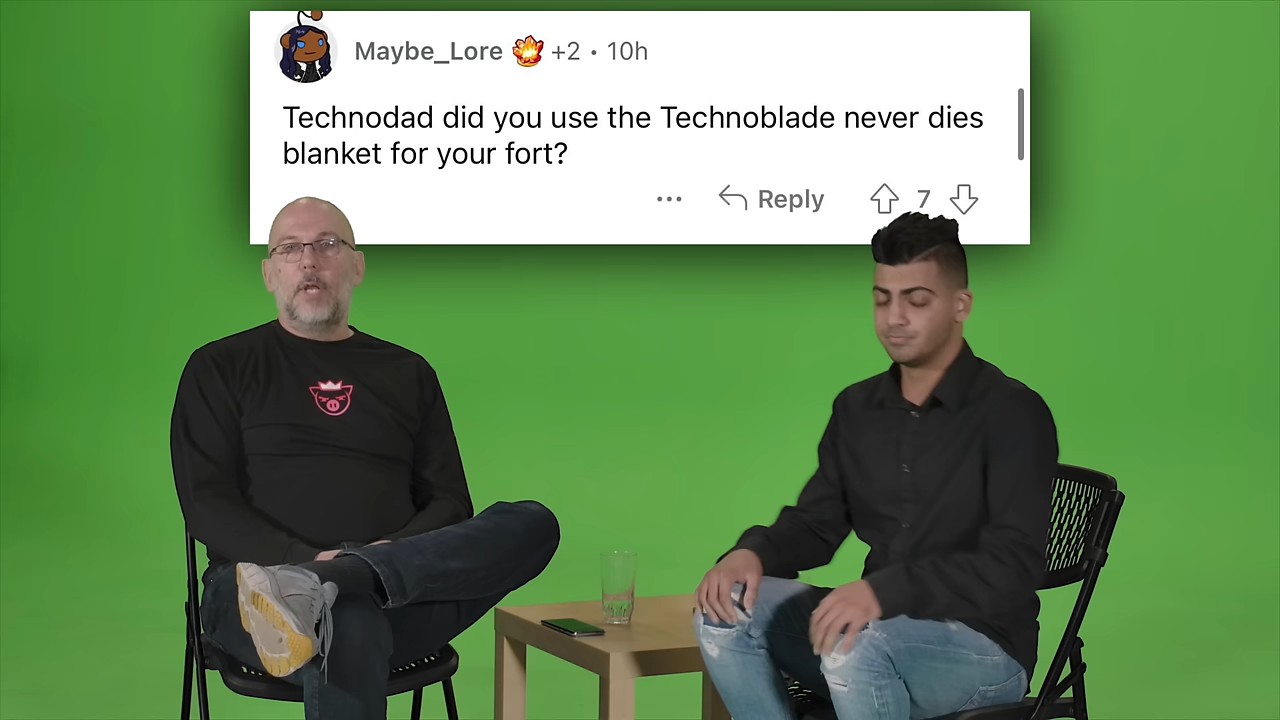 Maybe_Lore +2 • 10h
Technodad did you use the Technoblade never dies
blanket for your fort?
... Reply 7